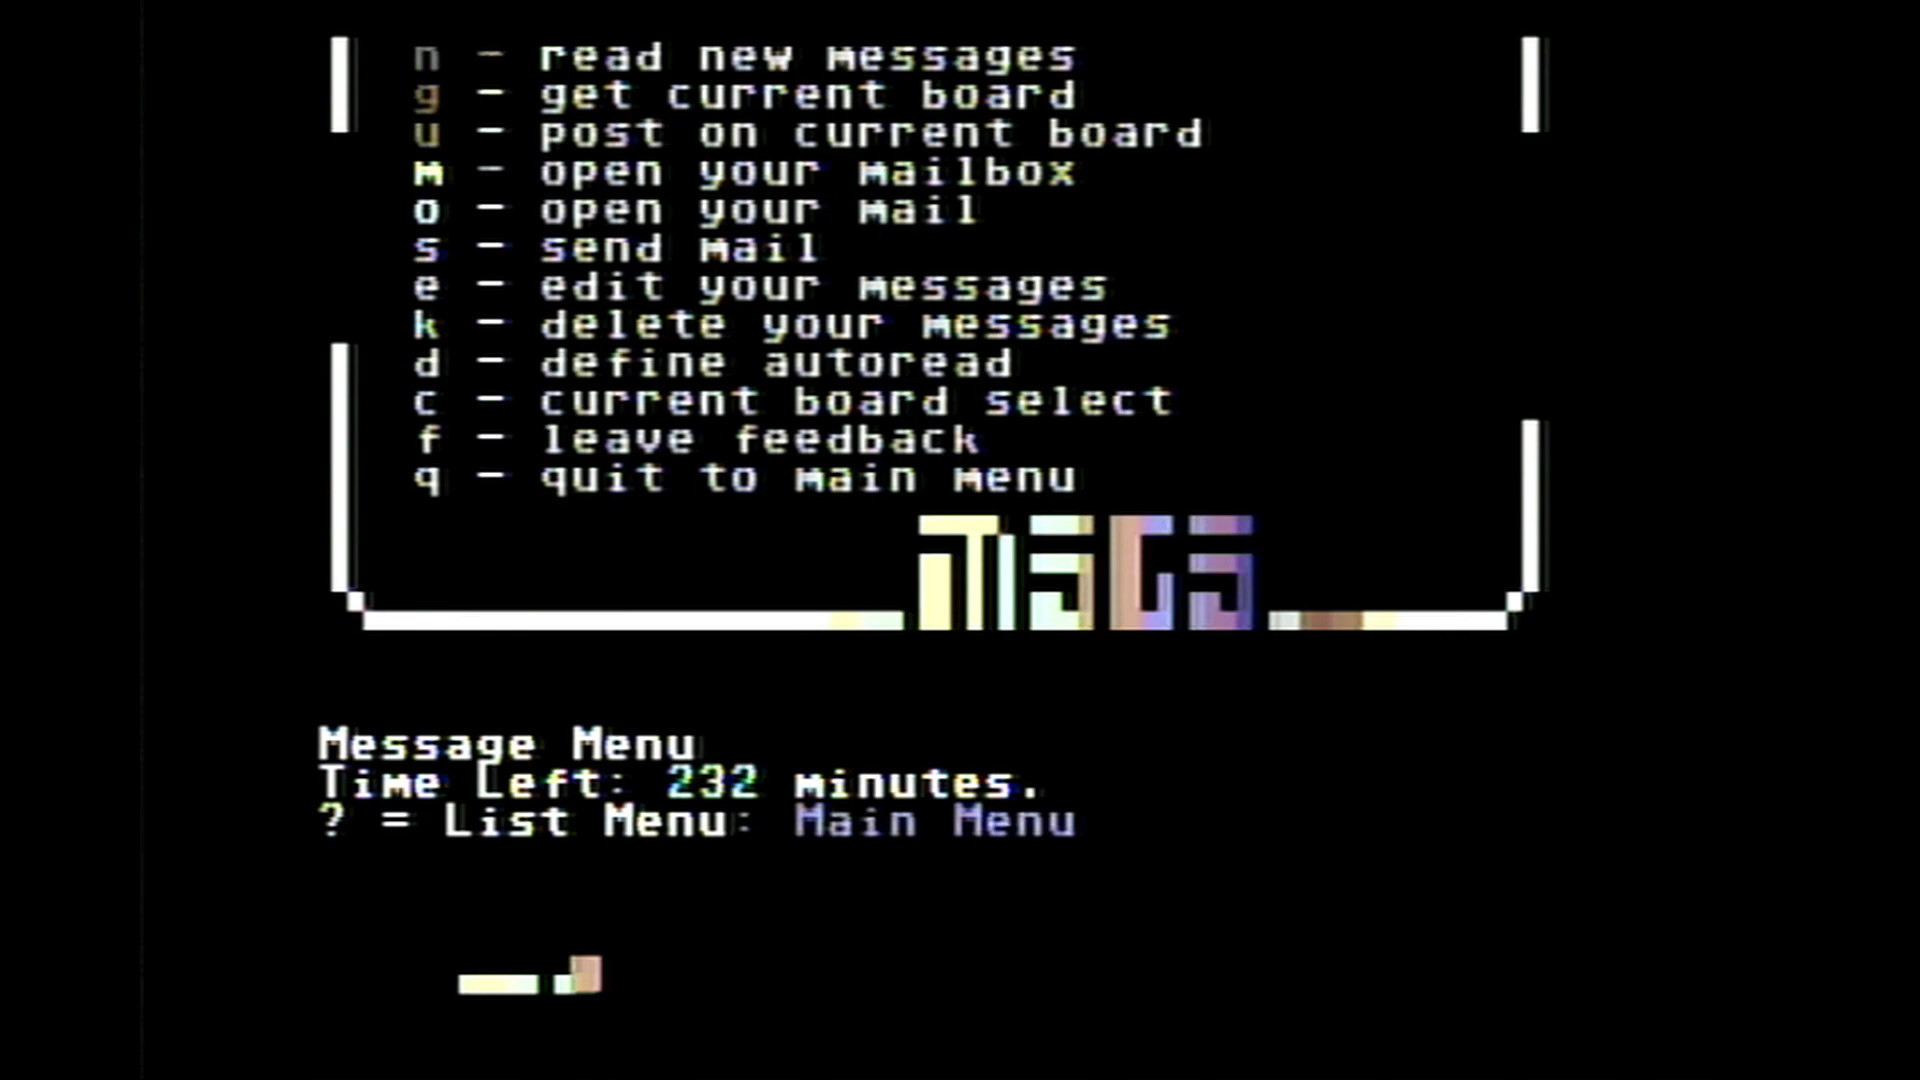 n - read new messages
g - get current board
u - post on current board
m - open your mailbox
o - open your mail
s - send mail
e - edit your messages
k - delete your messages
d - define autoread
c - current board select
f - leave feedback
q - quit to main menu
MSGS
Message Menu
Time Left: 232 minutes.
? = List Menu: Main Menu